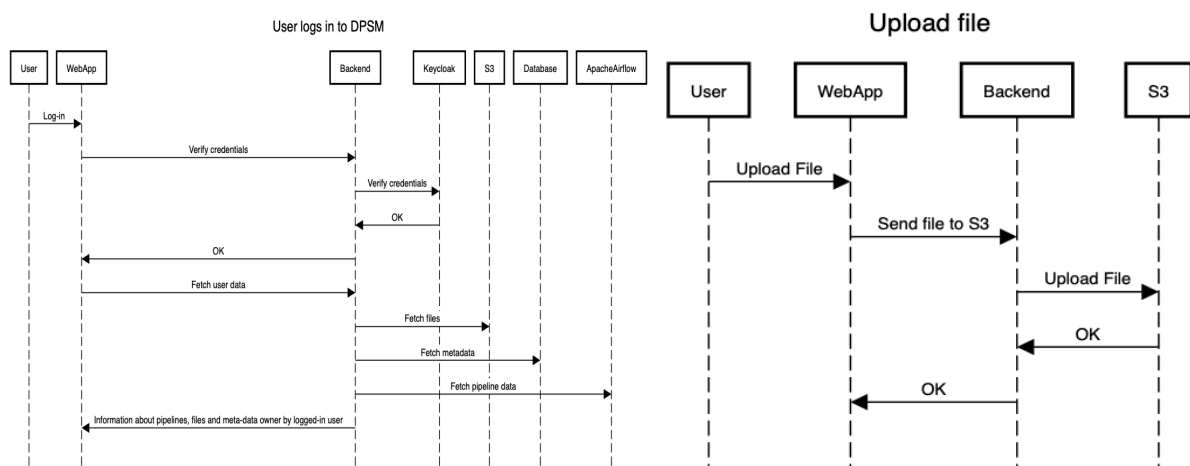 User logs in to DPSM
User WebApp Backend Keycloak S3 Database ApacheAirflow
Log-in
Verify credentials
Verify credentials
OK
OK
Fetch user data
Fetch files
Fetch metadata
Fetch pipeline data
Information about pipelines, files and meta-data owner by logged-in user
Upload file
User WebApp Backend S3
Upload File
Send file to S3
Upload File
OK
OK